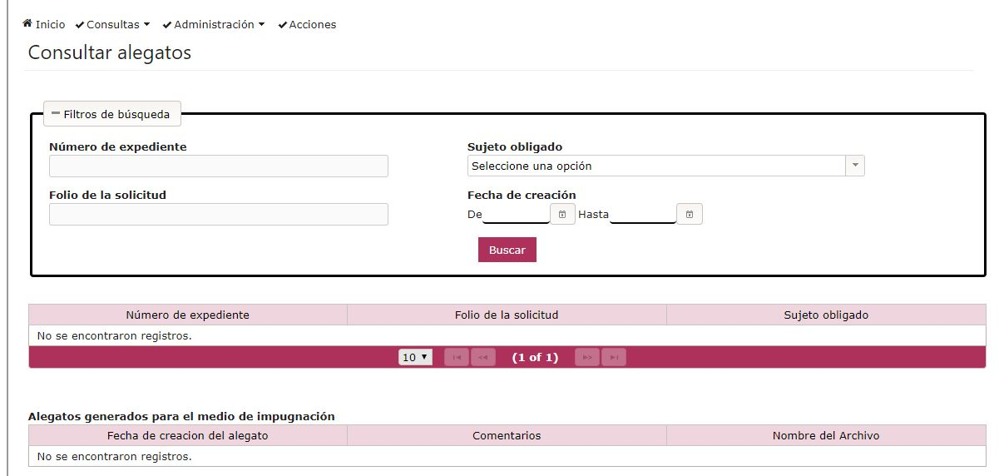 Inicio Consultas Administración Acciones
Consultar alegatos
Filtros de búsqueda
Número de expediente Sujeto obligado
Seleccione una opción
Folio de la solicitud Fecha de creación
De Hasta
Buscar
Número de expediente Folio de la solicitud Sujeto obligado
No se encontraron registros.
10 (1 of 1)
Alegatos generados para el medio de impugnación
Fecha de creacion del alegato Comentarios Nombre del Archivo
No se encontraron registros.